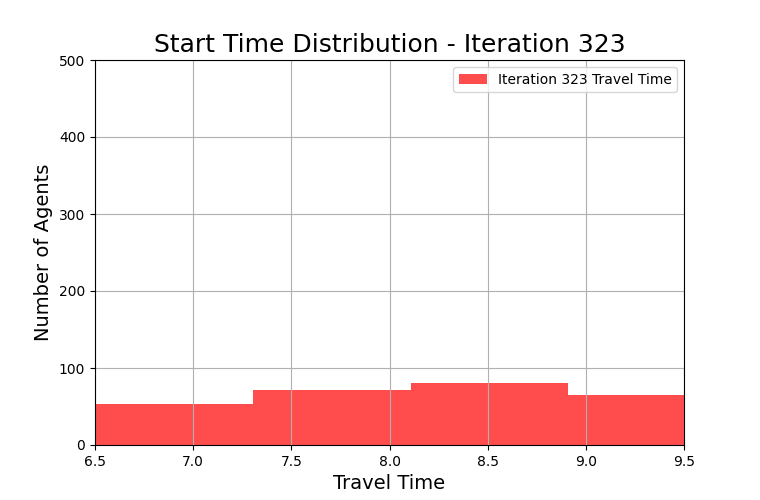 Start Time Distribution - Iteration 323
Iteration 323 Travel Time
Number of Agents
500
400
300
200
100
0
6.5 7.0 7.5 8.0 8.5 9.0 9.5
Travel Time